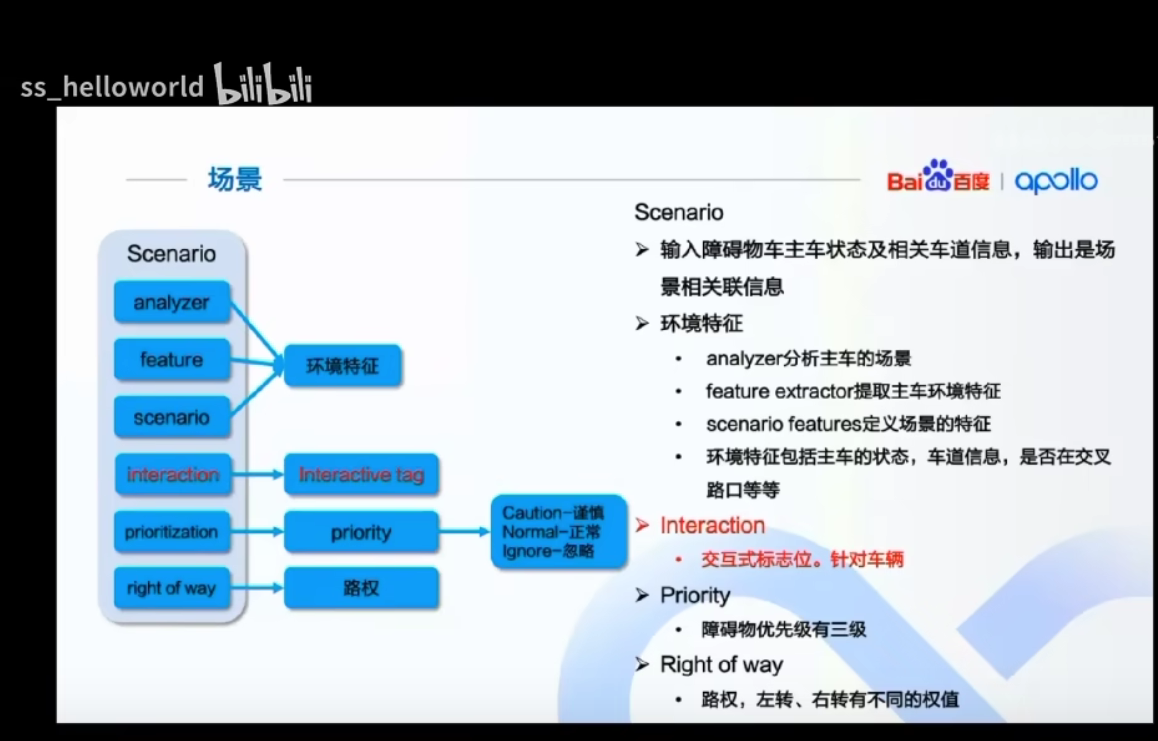 ss_helloworld bilibili
场景
Bai du 百度 | apollo
Scenario
analyzer
feature
scenario
interaction
prioritization
right of way
环境特征
Interactive tag
priority
路权
Caution-谨慎
Normal-正常
Ignore-忽略
Scenario
➢ 输入障碍物车主车状态及相关车道信息，输出是场
景相关联信息
➢ 环境特征
• analyzer分析主车的场景
• feature extractor提取主车环境特征
• scenario features定义场景的特征
• 环境特征包括主车的状态，车道信息，是否在交叉
路口等等
➢ Interaction
• 交互式标志位。针对车辆
➢ Priority
• 障碍物优先级有三级
➢ Right of way
• 路权，左转、右转有不同的权值